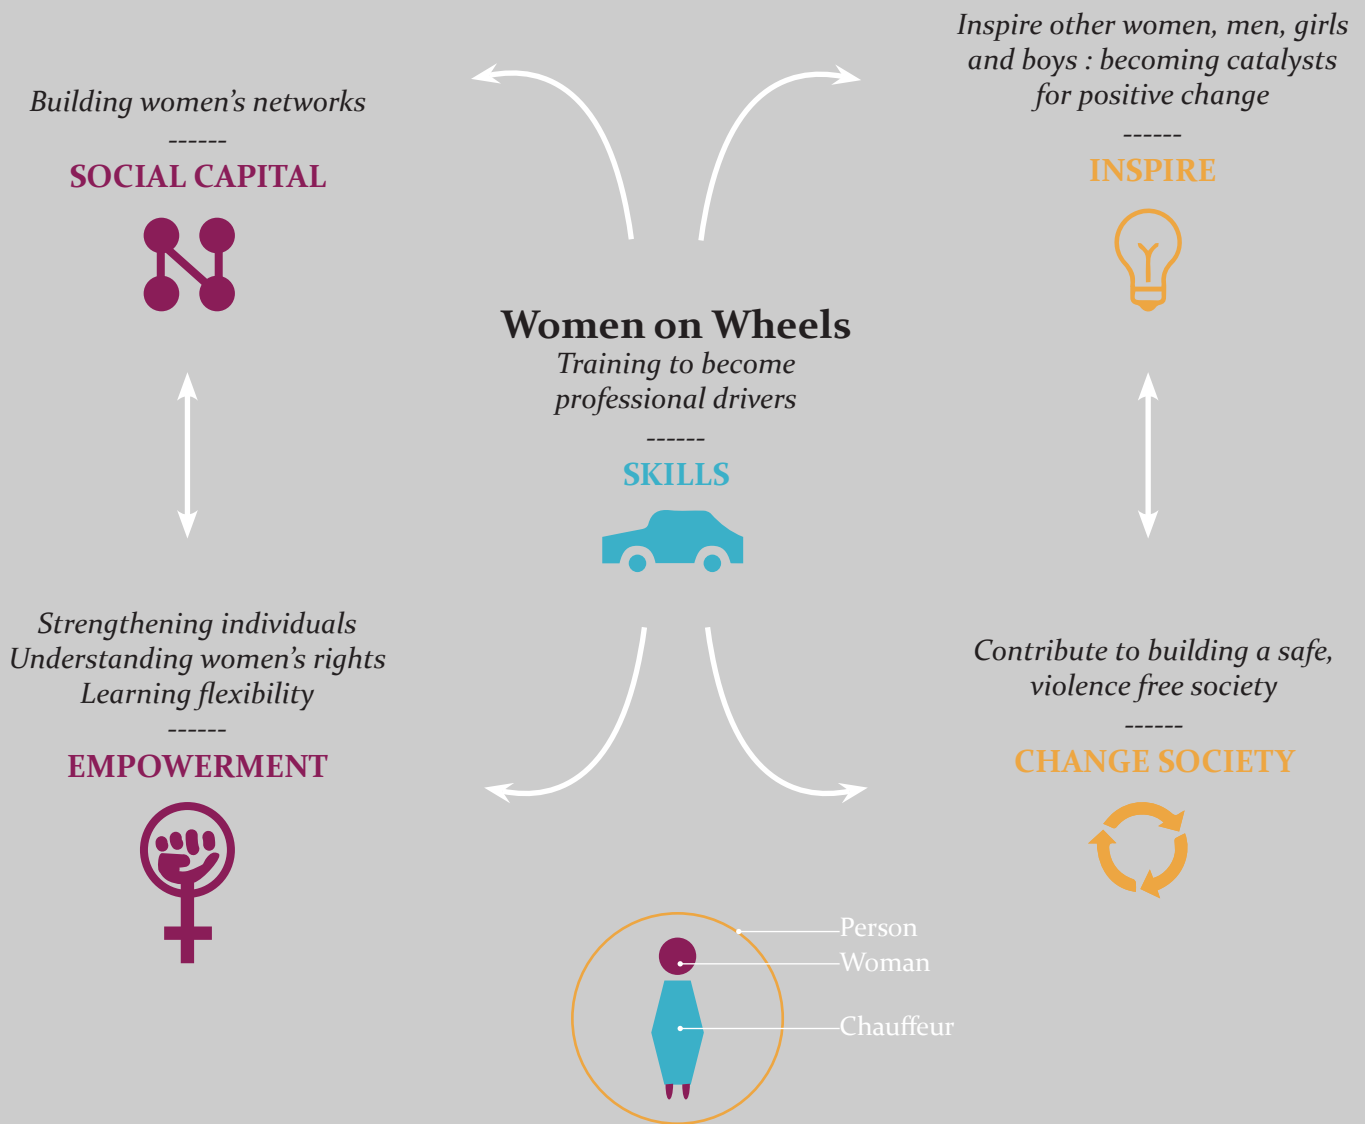 Building women’s networks
------
SOCIAL CAPITAL
Inspire other women, men, girls
and boys : becoming catalysts
for positive change
------
INSPIRE
Women on Wheels
Training to become
professional drivers
------
SKILLS
Strengthening individuals
Understanding women’s rights
Learning flexibility
------
EMPOWERMENT
Contribute to building a safe,
violence free society
------
CHANGE SOCIETY
Person
Woman
Chauffeur